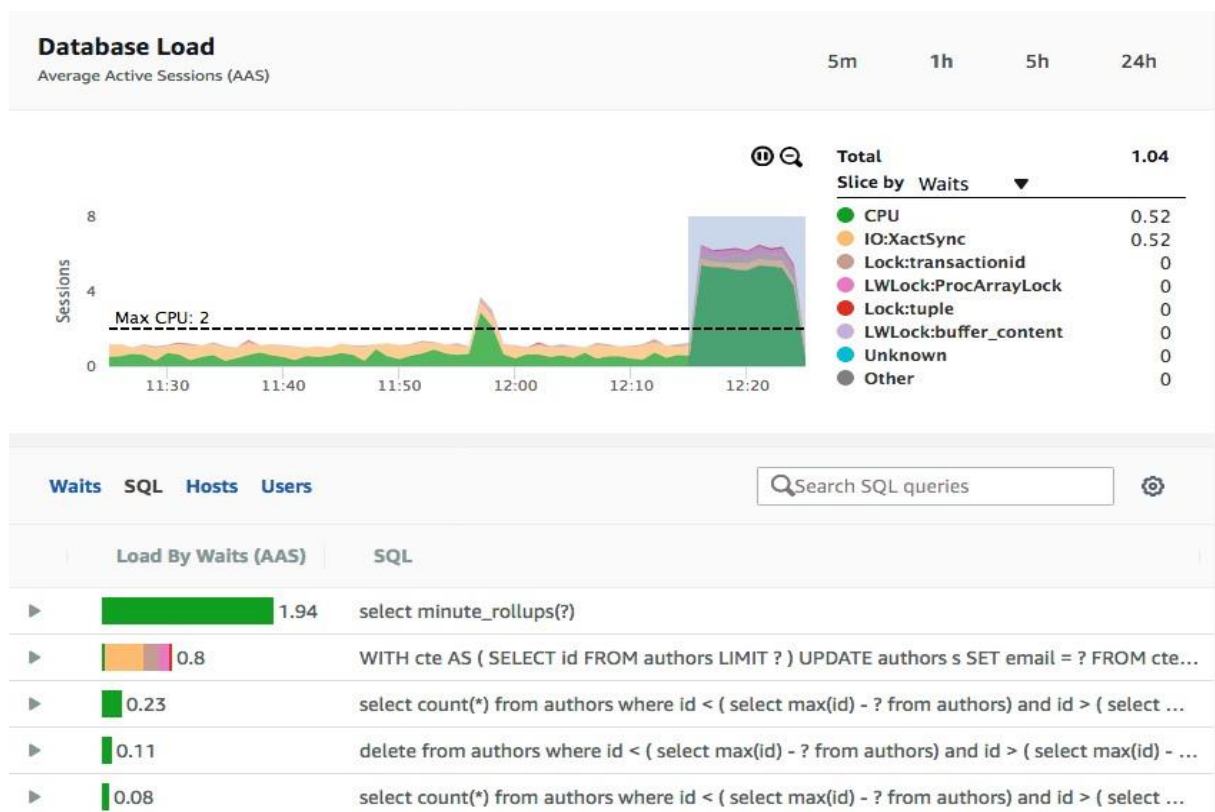 Database Load
Average Active Sessions (AAS)
5m 1h 5h 24h
8
4
0
Sessions
Max CPU: 2
11:30 11:40 11:50 12:00 12:10 12:20
Total 1.04
Slice by Waits
CPU 0.52
IO:XactSync 0.52
Lock:transactionid 0
LWLock:ProcArrayLock 0
Lock:tuple 0
LWLock:buffer_content 0
Unknown 0
Other 0
Waits SQL Hosts Users
Search SQL queries
Load By Waits (AAS) SQL
1.94 select minute_rollups(?)
0.8 WITH cte AS ( SELECT id FROM authors LIMIT ? ) UPDATE authors s SET email = ? FROM cte...
0.23 select count(*) from authors where id < ( select max(id) - ? from authors) and id > ( select ...
0.11 delete from authors where id < ( select max(id) - ? from authors) and id > ( select max(id) - ...
0.08 select count(*) from authors where id < ( select max(id) - ? from authors) and id > ( select ...